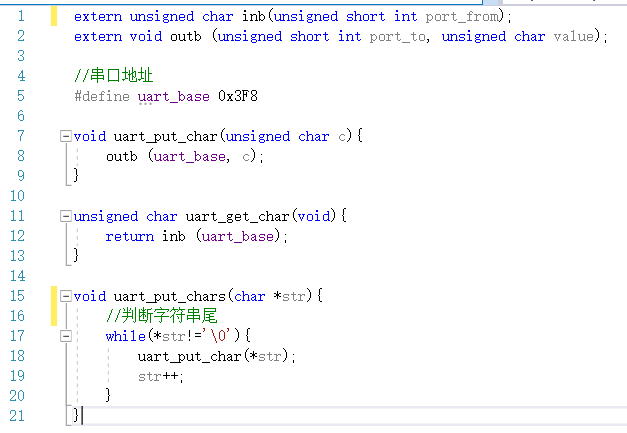 1 extern unsigned char inb(unsigned short int port_from);
2 extern void outb (unsigned short int port_to, unsigned char value);
3
4 //串口地址
5 #define uart_base 0x3F8
6
7 void uart_put_char(unsigned char c){
8 outb (uart_base, c);
9 }
10
11 unsigned char uart_get_char(void){
12 return inb (uart_base);
13 }
14
15 void uart_put_chars(char *str){
16 //判断字符串尾
17 while(*str!='\0'){
18 uart_put_char(*str);
19 str++;
20 }
21 }